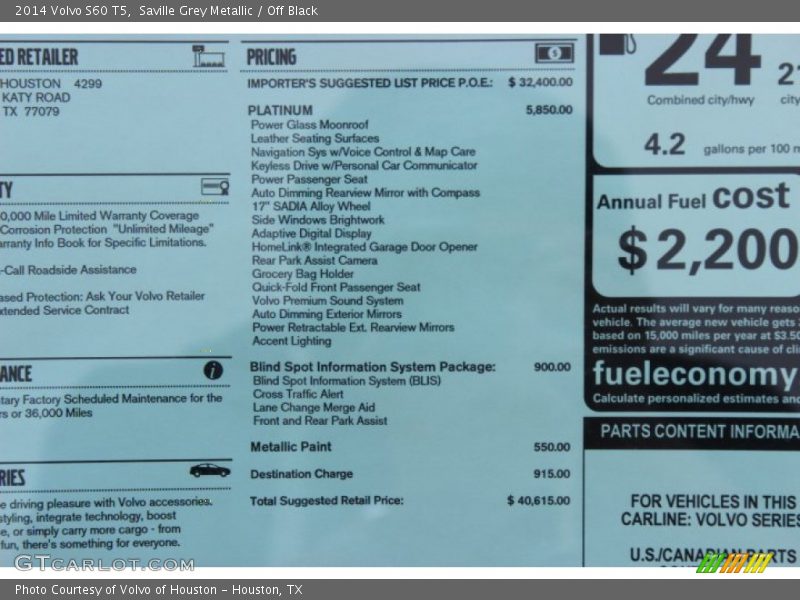 2014 Volvo S60 T5, Saville Grey Metallic / Off Black
ED RETAILER
HOUSTON 4299
KATY ROAD
TX 77079
TY
0,000 Mile Limited Warranty Coverage
Corrosion Protection "Unlimited Mileage"
arranty Info Book for Specific Limitations.
-Call Roadside Assistance
ased Protection: Ask Your Volvo Retailer
xtended Service Contract
ANCE
ntary Factory Scheduled Maintenance for the
rs or 36,000 Miles
RIES
e driving pleasure with Volvo accessories.
styling, integrate technology, boost
e, or simply carry more cargo - from
fun, there's something for everyone.
PRICING
IMPORTER'S SUGGESTED LIST PRICE P.O.E.: $ 32,400.00
PLATINUM 5,850.00
Power Glass Moonroof
Leather Seating Surfaces
Navigation Sys w/Voice Control & Map Care
Keyless Drive w/Personal Car Communicator
Power Passenger Seat
Auto Dimming Rearview Mirror with Compass
17" SADIA Alloy Wheel
Side Windows Brightwork
Adaptive Digital Display
HomeLink® Integrated Garage Door Opener
Rear Park Assist Camera
Grocery Bag Holder
Quick-Fold Front Passenger Seat
Volvo Premium Sound System
Auto Dimming Exterior Mirrors
Power Retractable Ext. Rearview Mirrors
Accent Lighting
Blind Spot Information System Package: 900.00
Blind Spot Information System (BLIS)
Cross Traffic Alert
Lane Change Merge Aid
Front and Rear Park Assist
Metallic Paint 550.00
Destination Charge 915.00
Total Suggested Retail Price: $ 40,615.00
24 21
Combined city/hwy city
4.2 gallons per 100 m
Annual Fuel cost
$2,200
Actual results will vary for many reaso
vehicle. The average new vehicle gets
based on 15,000 miles per year at $3.50
emissions are a significant cause of cli
fueleconomy
Calculate personalized estimates and
PARTS CONTENT INFORMA
FOR VEHICLES IN THIS
CARLINE: VOLVO SERIES
U.S./CANADIAN PARTS
GTcarlot.com
Photo Courtesy of Volvo of Houston - Houston, TX